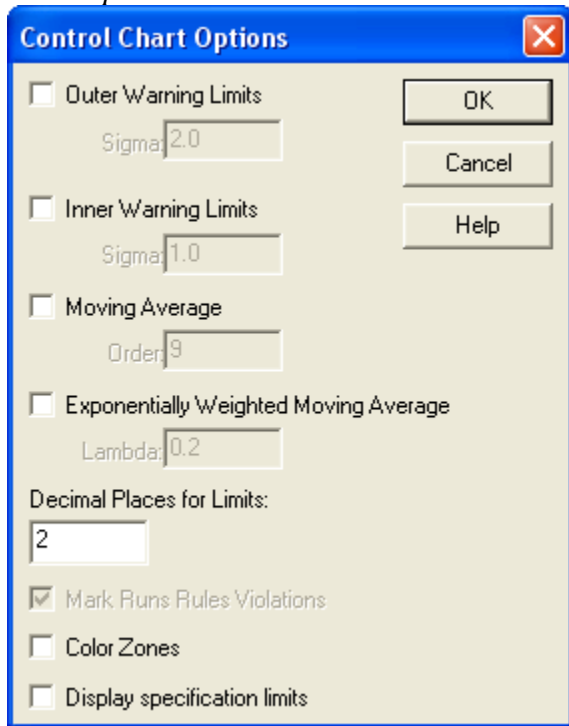 Control Chart Options
Outer Warning Limits
OK
Sigma: 2.0
Cancel
Inner Warning Limits
Help
Sigma: 1.0
Moving Average
Order: 9
Exponentially Weighted Moving Average
Lambda: 0.2
Decimal Places for Limits:
2
Mark Runs Rules Violations
Color Zones
Display specification limits